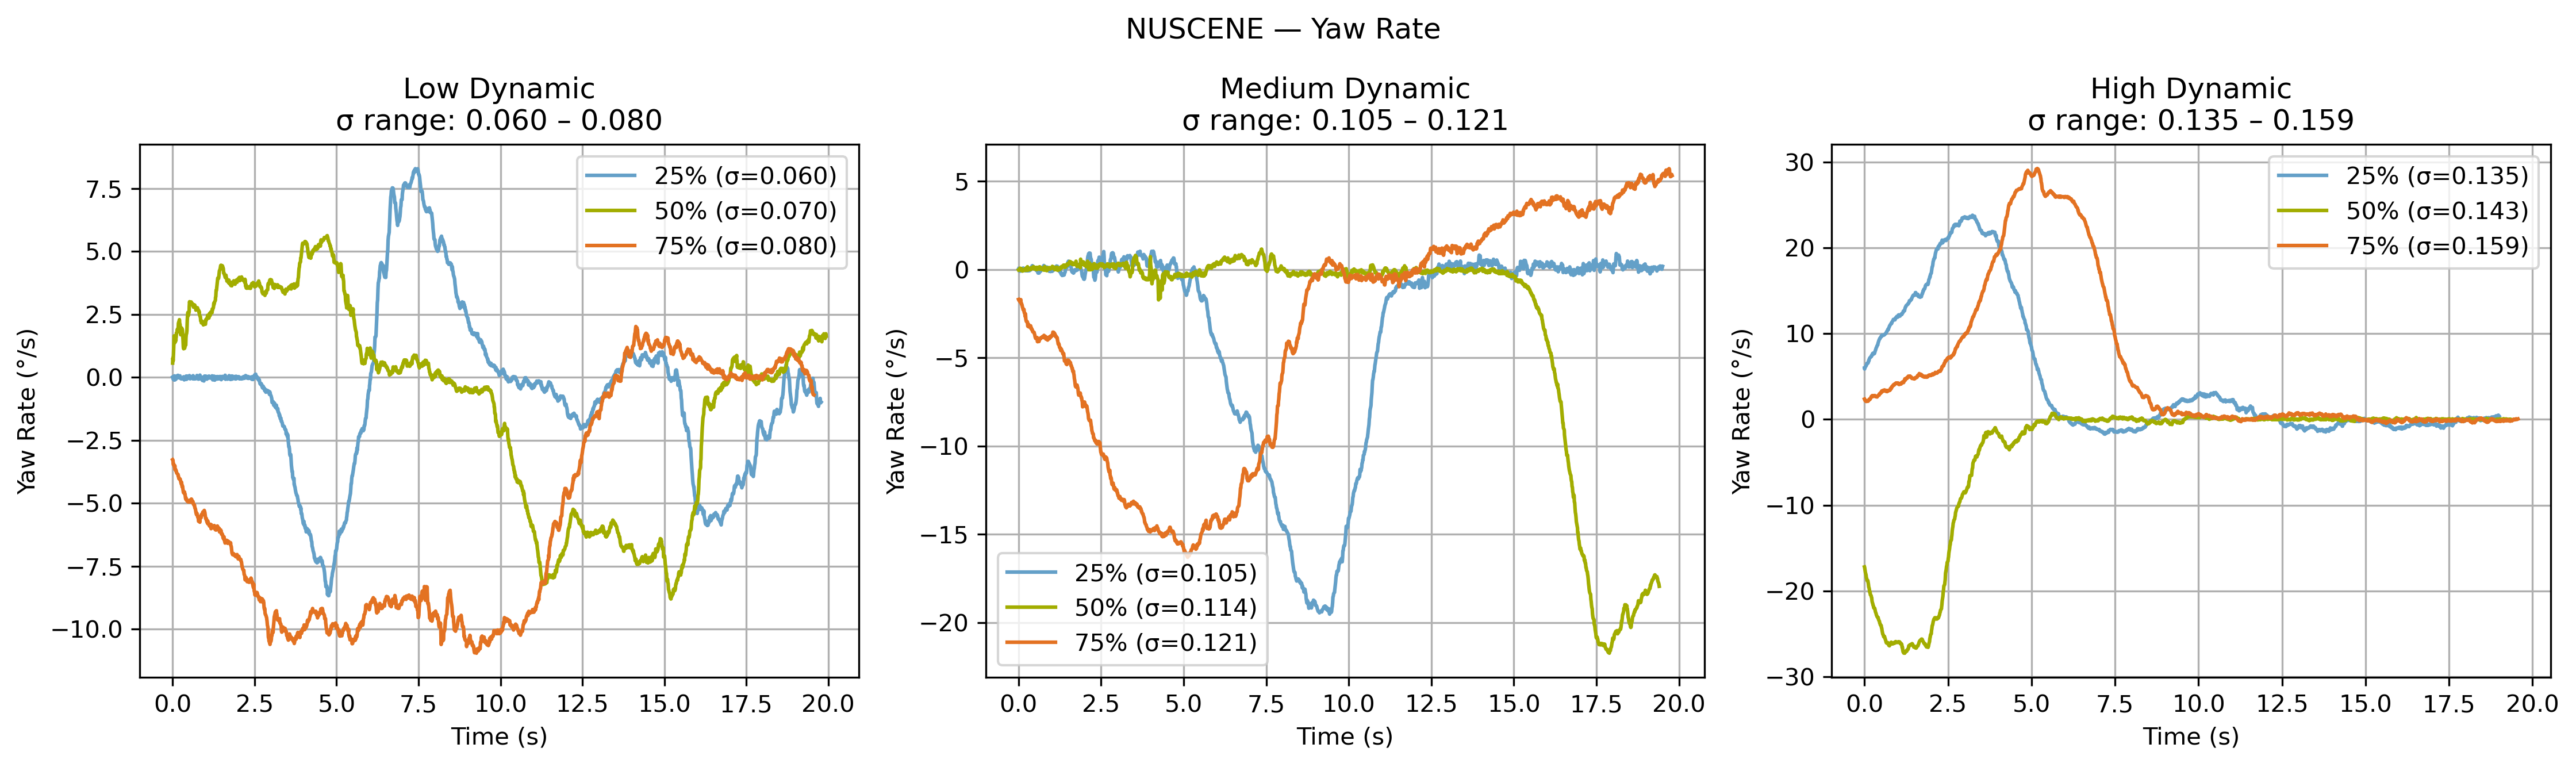 NUSCENE — Yaw Rate
Low Dynamic
σ range: 0.060 – 0.080
Yaw Rate (°/s)
7.5
5.0
2.5
0.0
−2.5
−5.0
−7.5
−10.0
25% (σ=0.060)
50% (σ=0.070)
75% (σ=0.080)
0.0 2.5 5.0 7.5 10.0 12.5 15.0 17.5 20.0
Time (s)
Medium Dynamic
σ range: 0.105 – 0.121
Yaw Rate (°/s)
5
0
−5
−10
−15
−20
25% (σ=0.105)
50% (σ=0.114)
75% (σ=0.121)
0.0 2.5 5.0 7.5 10.0 12.5 15.0 17.5 20.0
Time (s)
High Dynamic
σ range: 0.135 – 0.159
Yaw Rate (°/s)
30
20
10
0
−10
−20
−30
25% (σ=0.135)
50% (σ=0.143)
75% (σ=0.159)
0.0 2.5 5.0 7.5 10.0 12.5 15.0 17.5 20.0
Time (s)